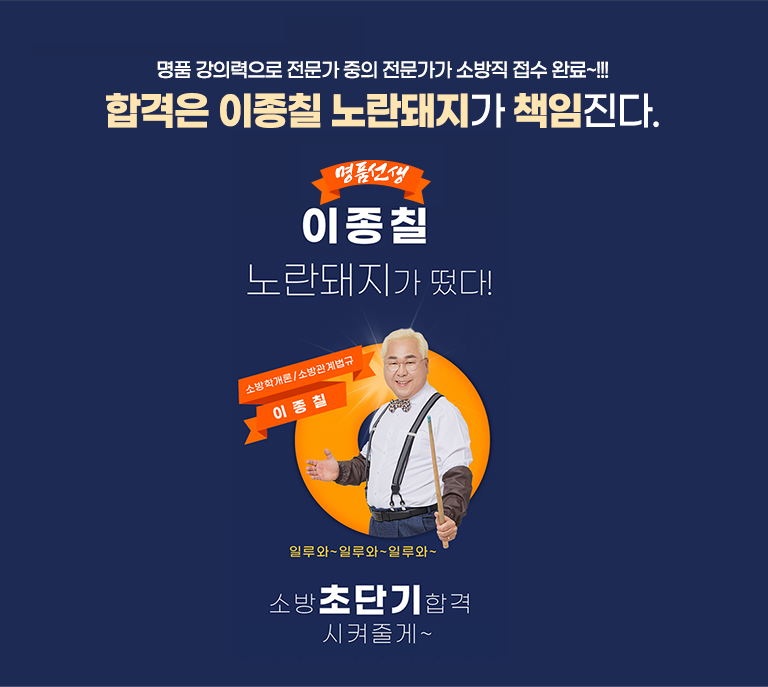 명품 강의력으로 전문가 중의 전문가가 소방직 접수 완료~!!!
합격은 이종칠 노란돼지가 책임진다.
명품선생
이종칠
노란돼지가 떴다!
소방학개론/소방관계법규
이종칠
일루와~일루와~일루와~
소방초단기합격
시켜줄게~